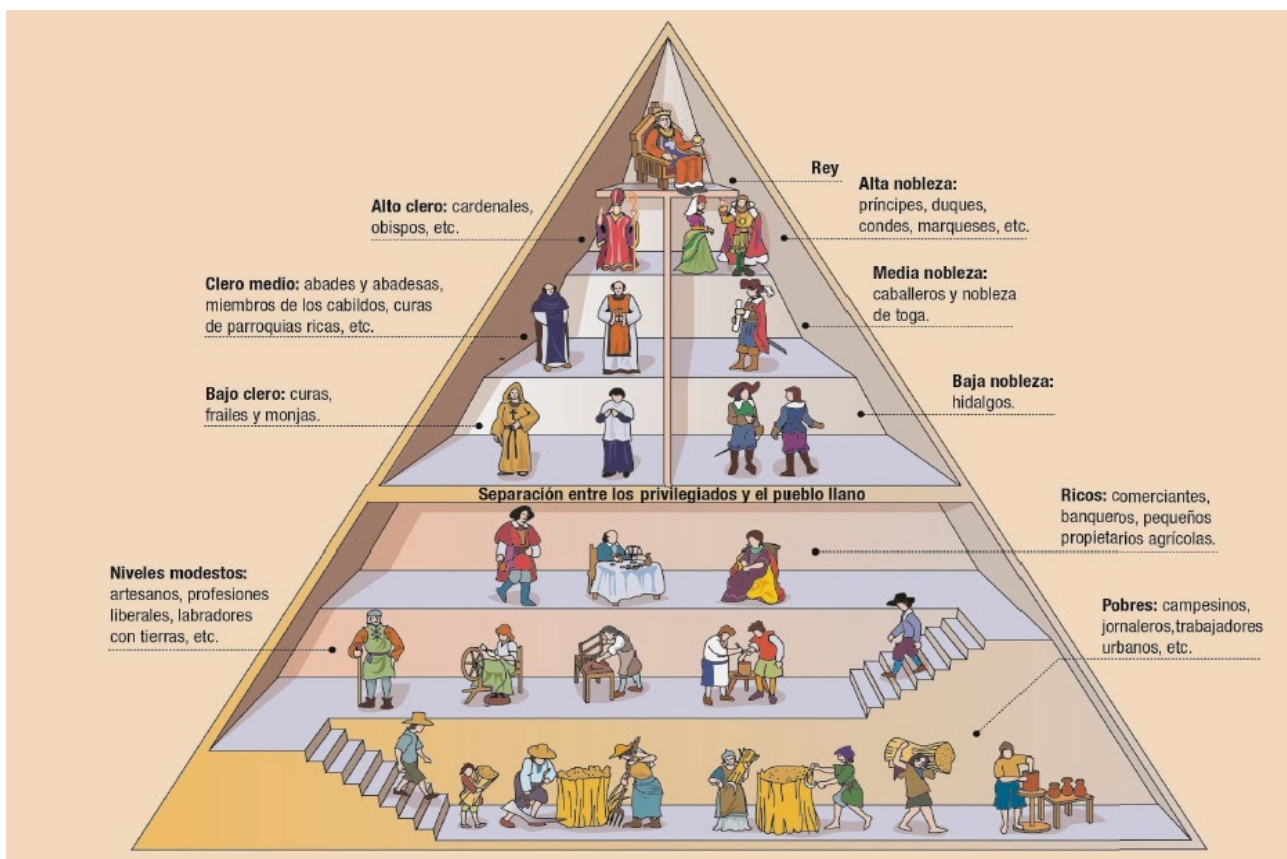 Rey
Alto clero: cardenales,
obispos, etc.
Alta nobleza:
príncipes, duques,
condes, marqueses, etc.
Clero medio: abades y abadesas,
miembros de los cabildos, curas
de parroquias ricas, etc.
Media nobleza:
caballeros y nobleza
de toga.
Bajo clero: curas,
frailes y monjas.
Baja nobleza:
hidalgos.
Separación entre los privilegiados y el pueblo llano
Ricos: comerciantes,
banqueros, pequeños
propietarios agrícolas.
Niveles modestos:
artesanos, profesiones
liberales, labradores
con tierras, etc.
Pobres: campesinos,
jornaleros,trabajadores
urbanos, etc.